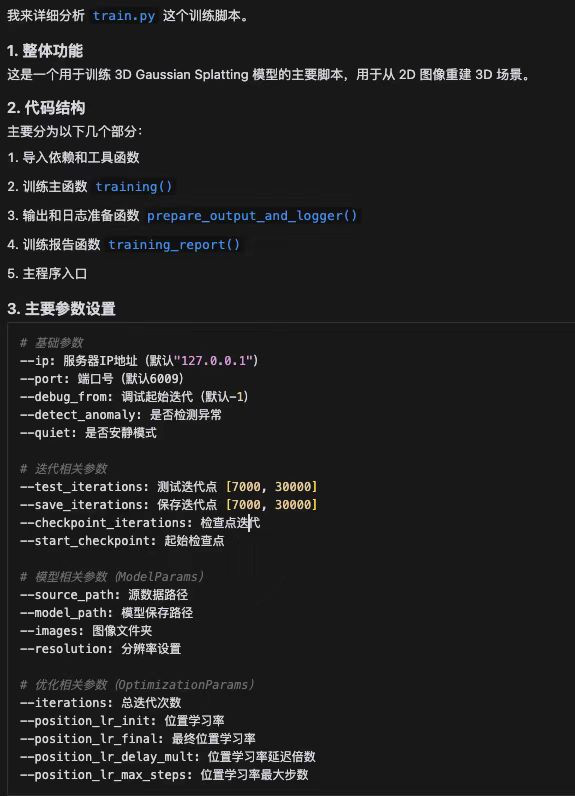 我来详细分析 train.py 这个训练脚本。
1. 整体功能
这是一个用于训练 3D Gaussian Splatting 模型的主要脚本，用于从 2D 图像重建 3D 场景。
2. 代码结构
主要分为以下几个部分：
1. 导入依赖和工具函数
2. 训练主函数 training()
3. 输出和日志准备函数 prepare_output_and_logger()
4. 训练报告函数 training_report()
5. 主程序入口
3. 主要参数设置
# 基础参数
--ip: 服务器IP地址（默认"127.0.0.1"）
--port: 端口号（默认6009）
--debug_from: 调试起始迭代（默认-1）
--detect_anomaly: 是否检测异常
--quiet: 是否安静模式
# 迭代相关参数
--test_iterations: 测试迭代点 [7000, 30000]
--save_iterations: 保存迭代点 [7000, 30000]
--checkpoint_iterations: 检查点迭代
--start_checkpoint: 起始检查点
# 模型相关参数（ModelParams）
--source_path: 源数据路径
--model_path: 模型保存路径
--images: 图像文件夹
--resolution: 分辨率设置
# 优化相关参数（OptimizationParams）
--iterations: 总迭代次数
--position_lr_init: 位置学习率
--position_lr_final: 最终位置学习率
--position_lr_delay_mult: 位置学习率延迟倍数
--position_lr_max_steps: 位置学习率最大步数